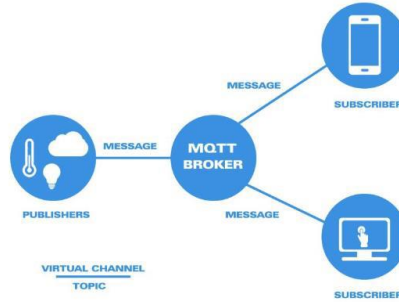 MESSAGE
SUBSCRIBER
MESSAGE
MQTT
BROKER
PUBLISHERS
MESSAGE
VIRTUAL CHANNEL
TOPIC
SUBSCRIBER